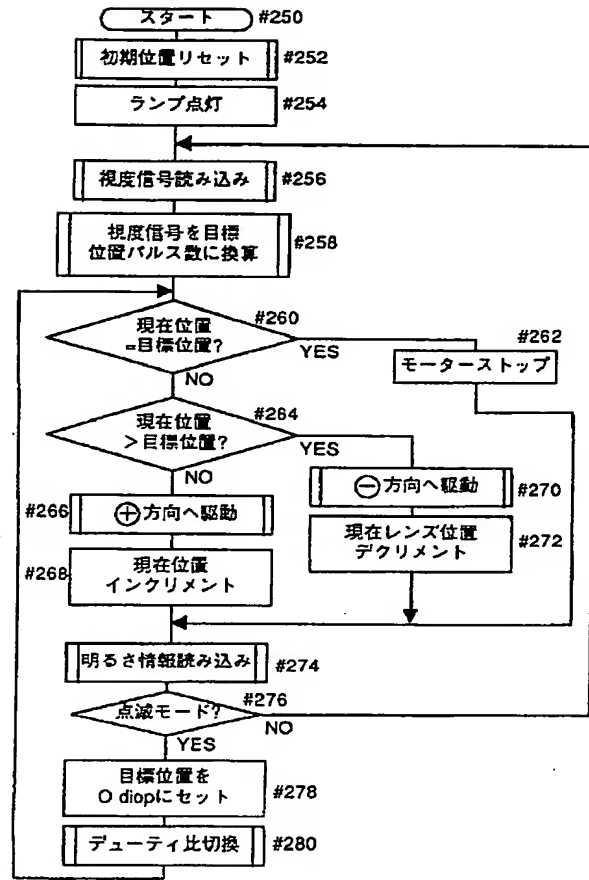 スタート #250
初期位置リセット #252
ランプ点灯 #254
視度信号読み込み #256
視度信号を目標
位置パルス数に換算 #258
現在位置
=目標位置? #260
YES
NO
モーターストップ #262
現在位置
>目標位置? #264
YES
NO
#266 ⊕方向へ駆動
⊖方向へ駆動 #270
#268 現在位置
インクリメント
現在レンズ位置
デクリメント #272
明るさ情報読み込み #274
点滅モード? #276
NO
YES
目標位置を
O diopにセット #278
デューティ比切換 #280